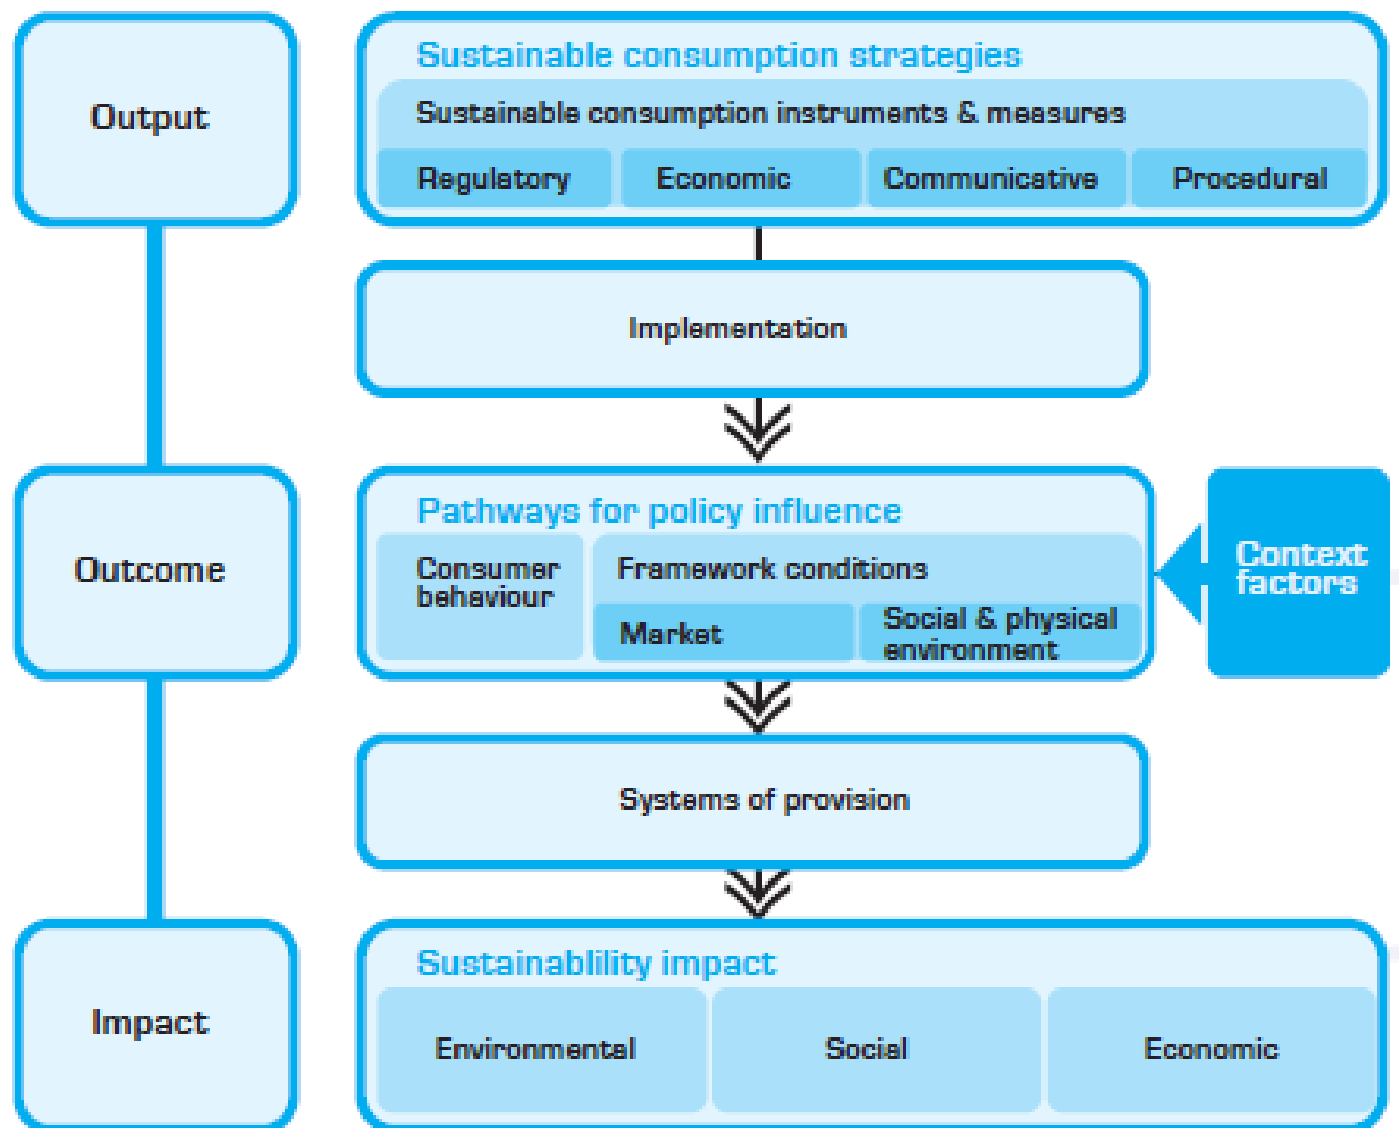 Output
Sustainable consumption strategies
Sustainable consumption instruments & measures
Regulatory
Economic
Communicative
Procedural
Implementation
Outcome
Pathways for policy influence
Consumer
behaviour
Framework conditions
Market
Social & physical
environment
Context
factors
Systems of provision
Impact
Sustainablility impact
Environmental
Social
Economic